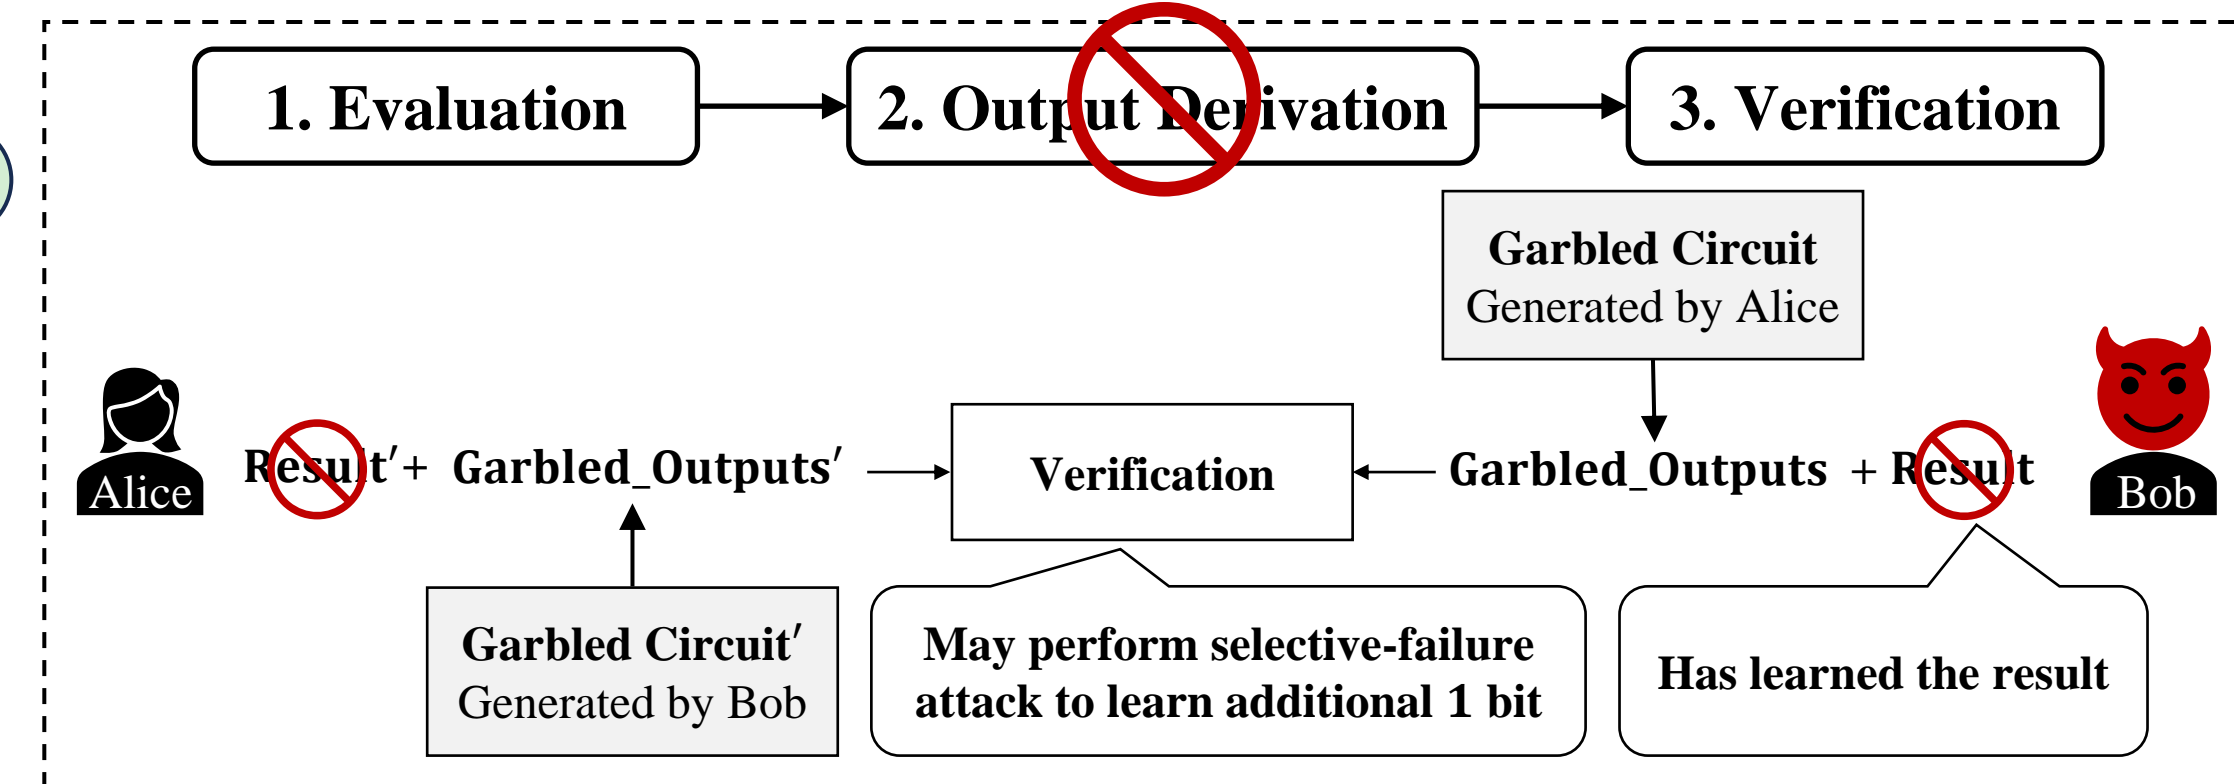 1. Evaluation
2. Output Derivation
3. Verification
Garbled Circuit
Generated by Alice
Alice
Result′+ Garbled_Outputs′
Verification
Garbled_Outputs + Result
Bob
Garbled Circuit′
Generated by Bob
May perform selective-failure
attack to learn additional 1 bit
Has learned the result